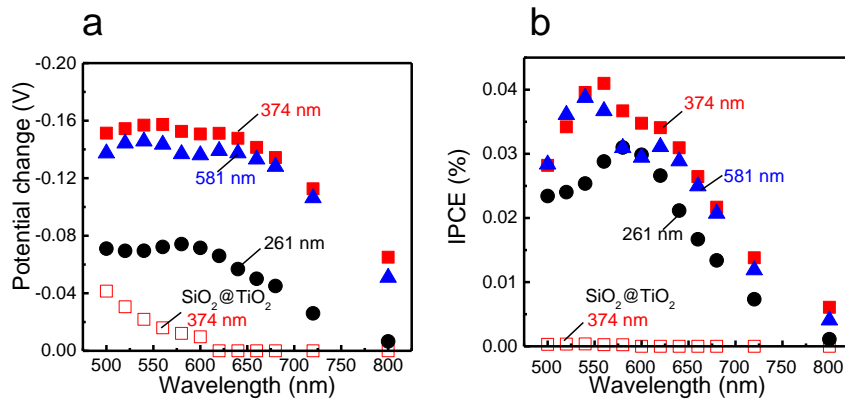 a
Potential change (V)
-0.20
-0.16
-0.12
-0.08
-0.04
0.00
374 nm
581 nm
260 nm
SiO₂@TiO₂
374 nm
500 550 600 650 700 750 800
Wavelength (nm)
b
IPCE (%)
0.04
0.03
0.02
0.01
0.00
374 nm
581 nm
261 nm
SiO₂@TiO₂
374 nm
500 550 600 650 700 750 800
Wavelength (nm)